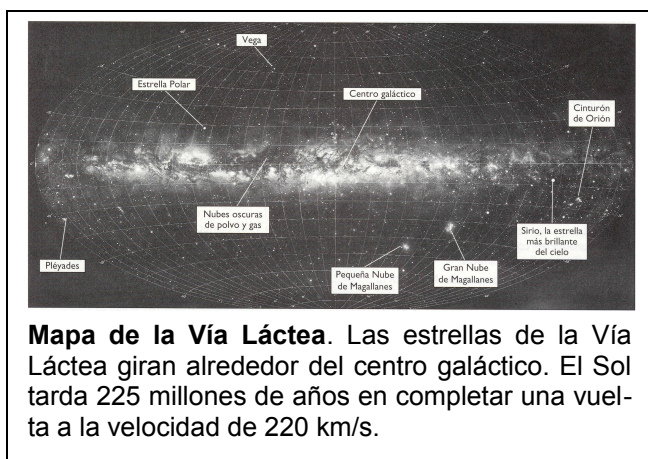 Vega
Estrella Polar
Centro galáctico
Cinturón
de Orión
Nubes oscuras
de polvo y gas
Sirio, la estrella
más brillante
del cielo
Pléyades
Pequeña Nube
de Magallanes
Gran Nube
de Magallanes
Mapa de la Vía Láctea. Las estrellas de la Vía
Láctea giran alrededor del centro galáctico. El Sol
tarda 225 millones de años en completar una vuel-
ta a la velocidad de 220 km/s.